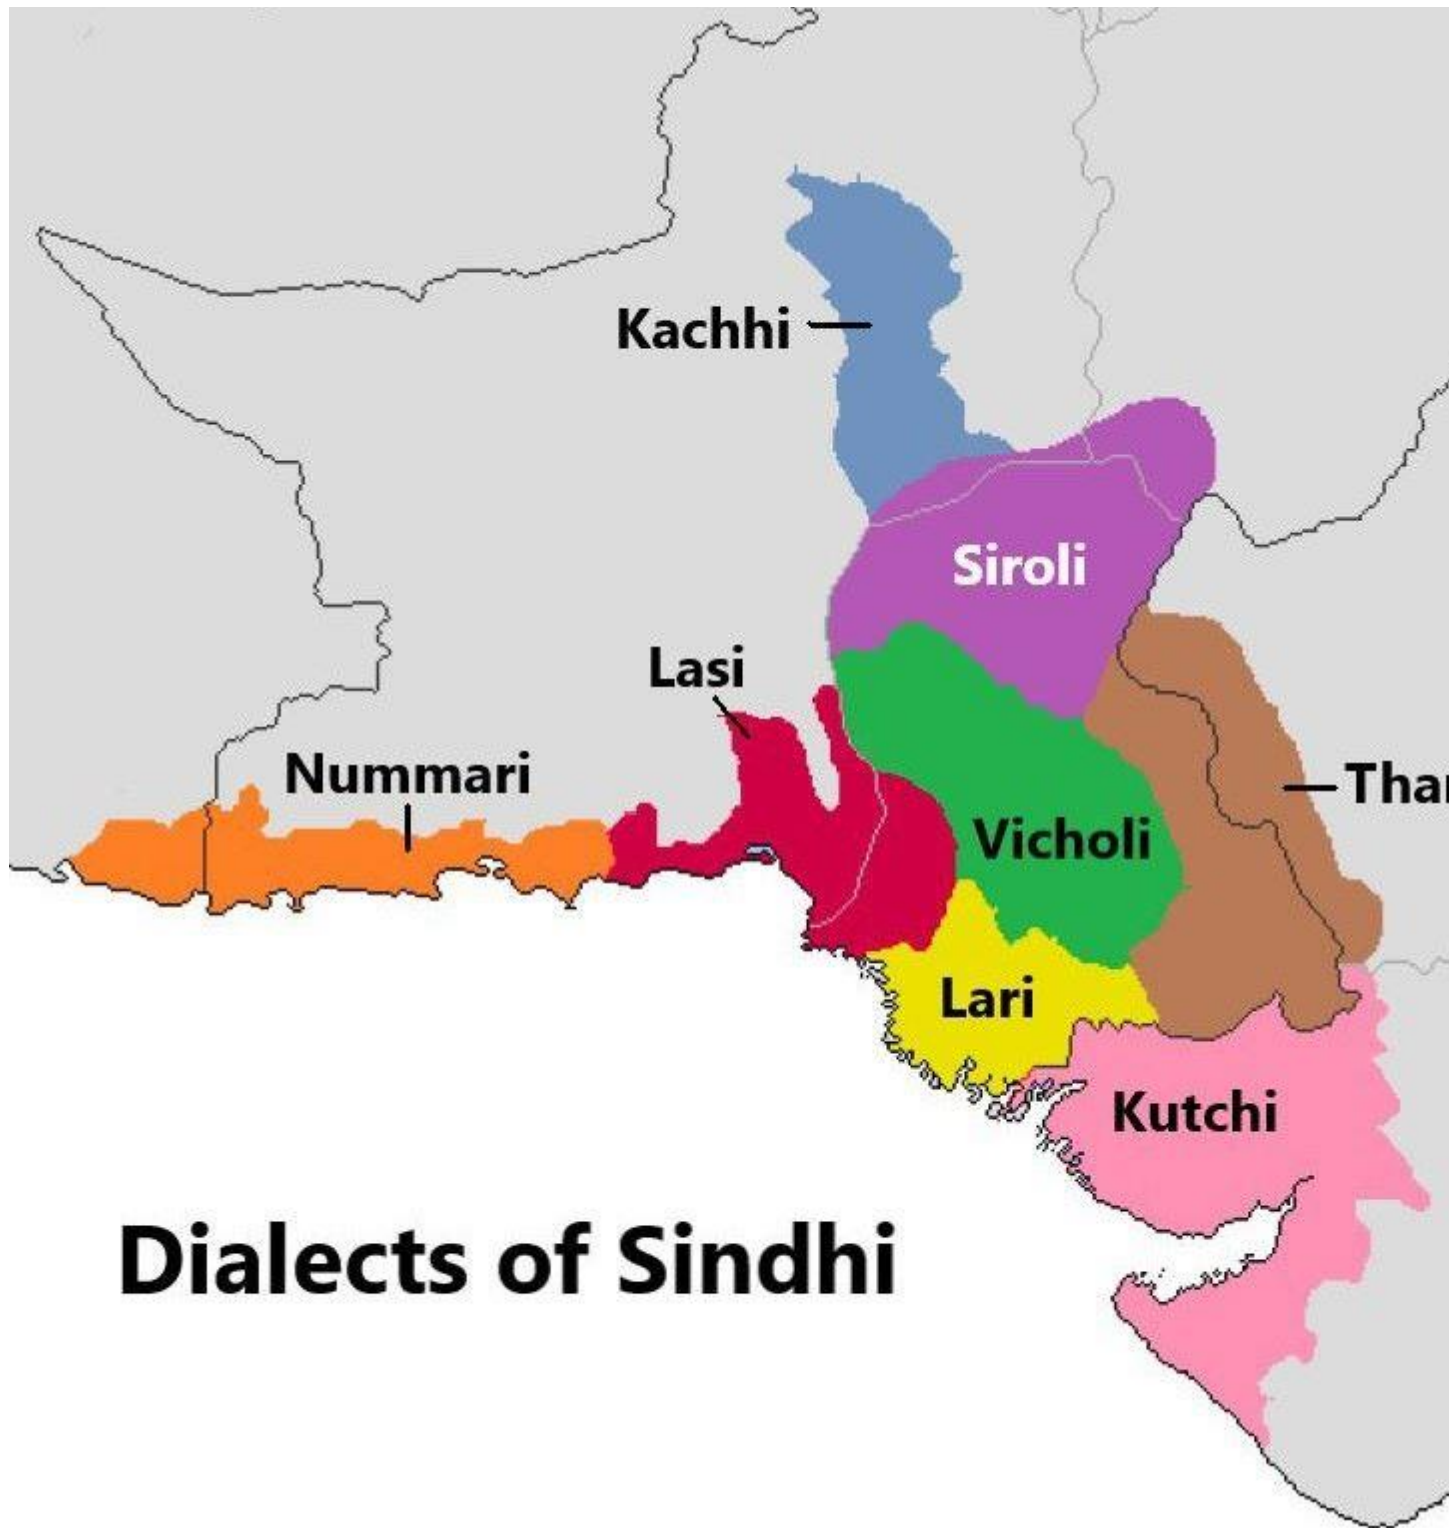 Kachhi
Siroli
Lasi
Nummari
Vicholi
Lari
Kutchi
Dialects of Sindhi